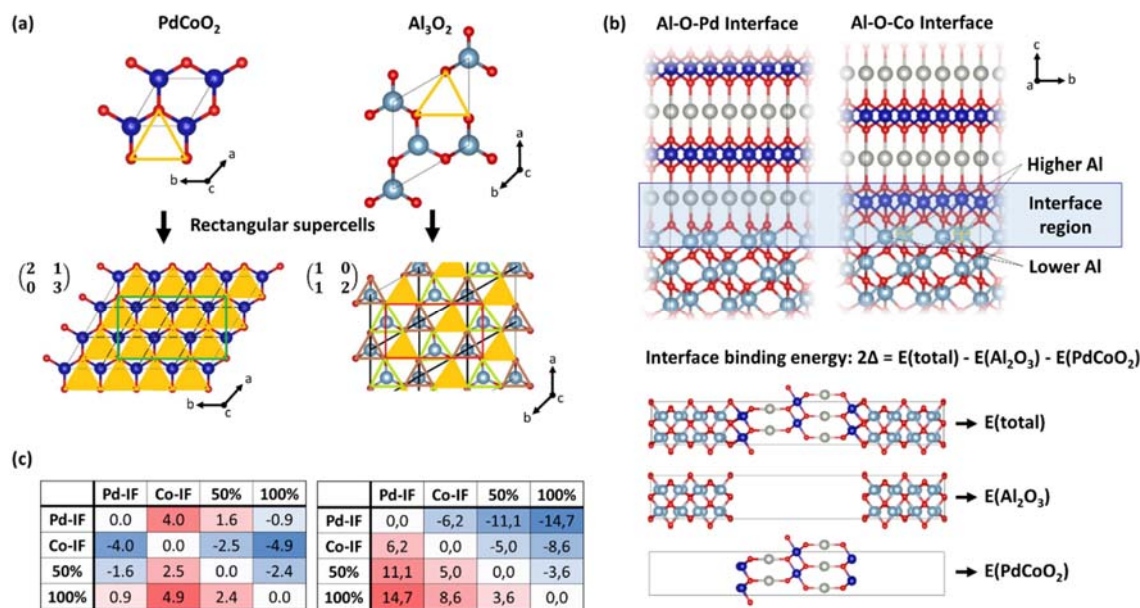 (a)
PdCoO2
Al3O2
a
b
c
a
b
c
Rectangular supercells
(2 1
0 3)
(1 0
1 2)
a
b
c
a
b
c
(b)
Al-O-Pd Interface
Al-O-Co Interface
c
a
b
Higher Al
Interface
region
Lower Al
Interface binding energy: 2Δ = E(total) - E(Al2O3) - E(PdCoO2)
E(total)
E(Al2O3)
E(PdCoO2)
(c)
Pd-IF Co-IF 50% 100%
Pd-IF 0.0 4.0 1.6 -0.9
Co-IF -4.0 0.0 -2.5 -4.9
50% -1.6 2.5 0.0 -2.4
100% 0.9 4.9 2.4 0.0
Pd-IF Co-IF 50% 100%
Pd-IF 0,0 -6,2 -11,1 -14,7
Co-IF 6,2 0,0 -5,0 -8,6
50% 11,1 5,0 0,0 -3,6
100% 14,7 8,6 3,6 0,0